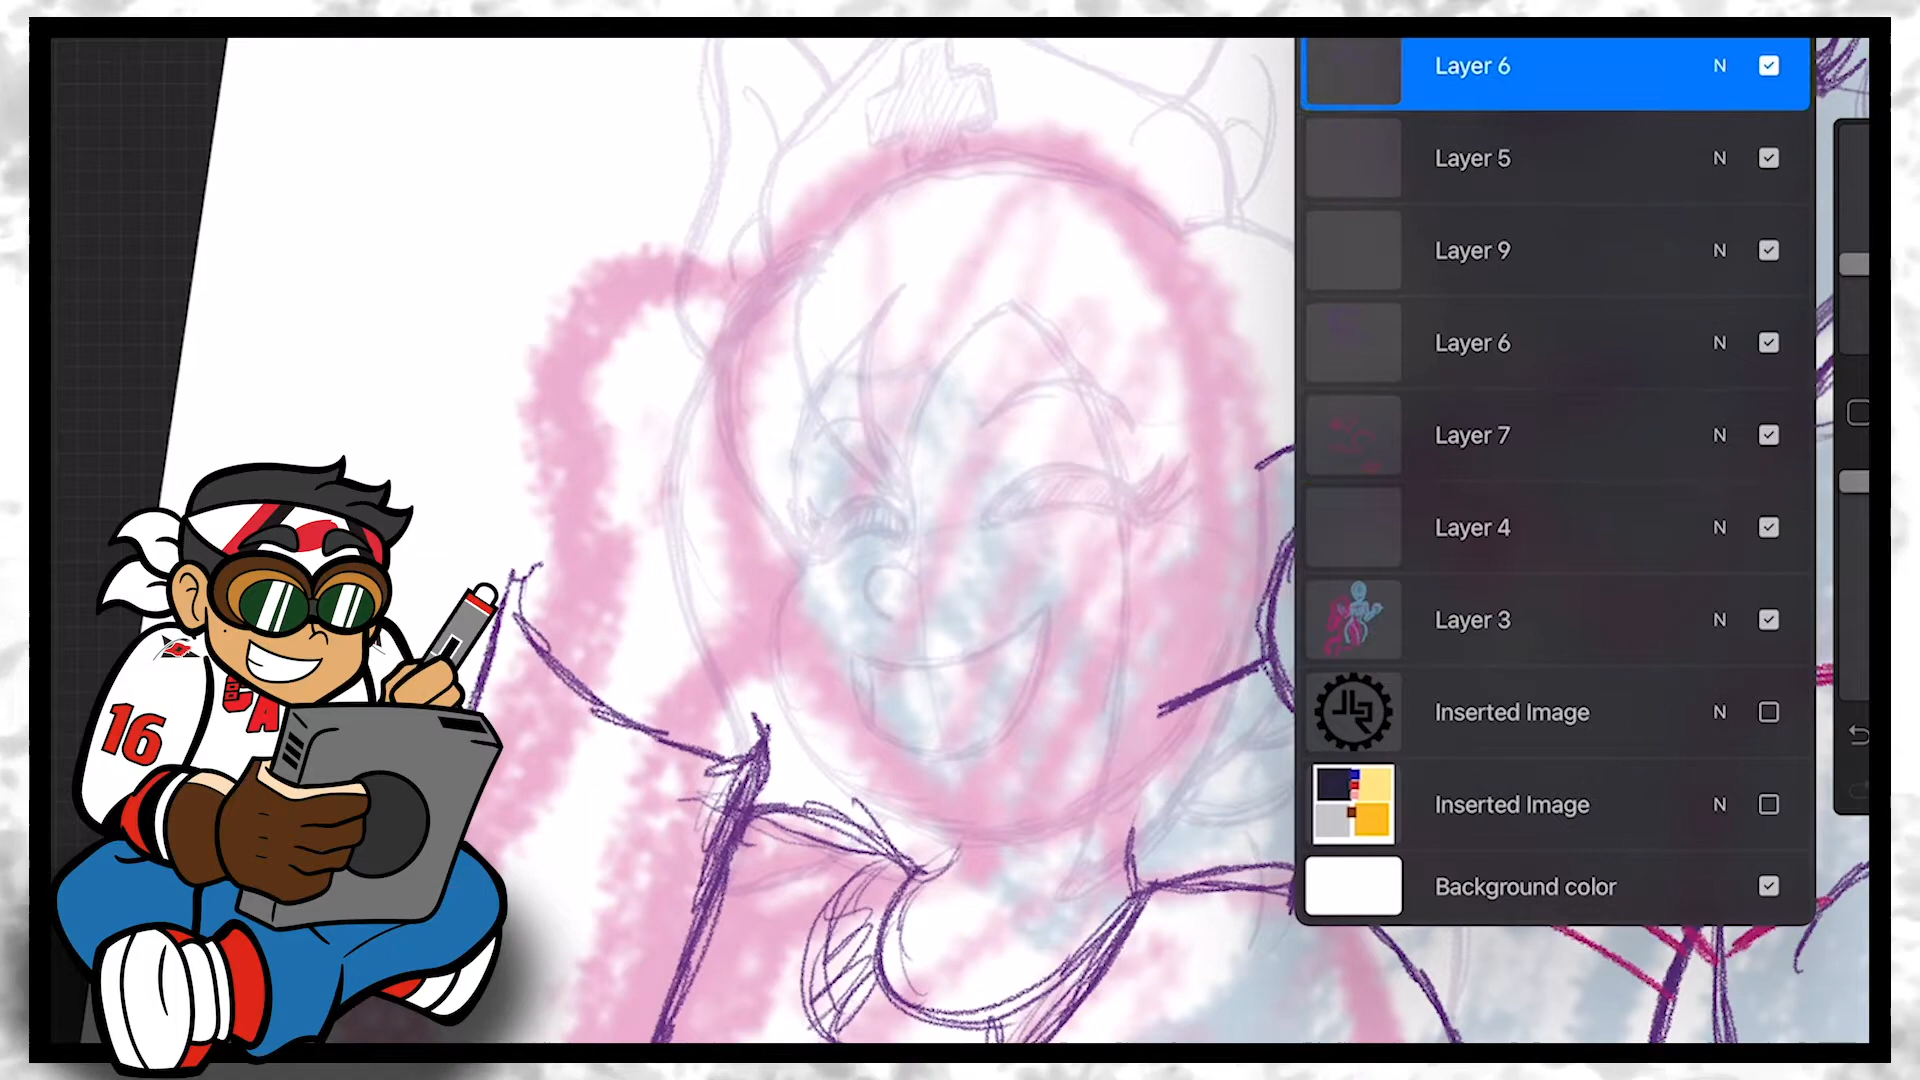 Layer 6 N
Layer 5 N
Layer 9 N
Layer 6 N
Layer 7 N
Layer 4 N
Layer 3 N
Inserted Image N
Inserted Image N
Background color
16